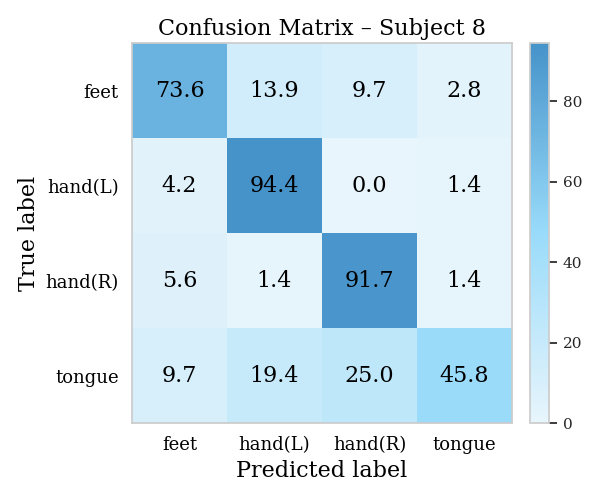 Confusion Matrix – Subject 8
True label
feet 73.6 13.9 9.7 2.8
hand(L) 4.2 94.4 0.0 1.4
hand(R) 5.6 1.4 91.7 1.4
tongue 9.7 19.4 25.0 45.8
feet hand(L) hand(R) tongue
Predicted label
80
60
40
20
0